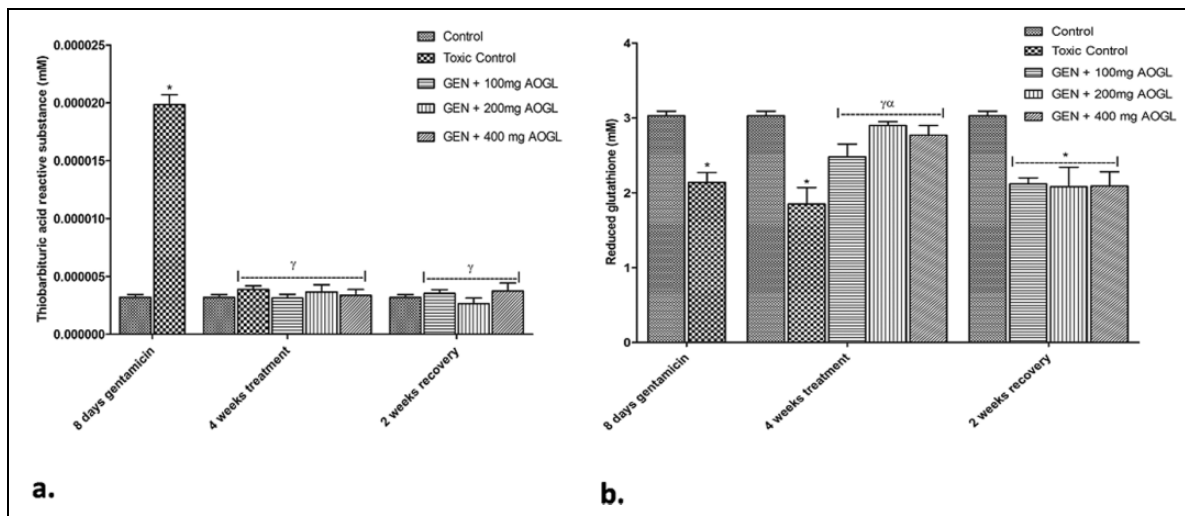 Control
Toxic Control
GEN + 100mg AOGL
GEN + 200mg AOGL
GEN + 400 mg AOGL
Thiobarbituric acid reactive substance (mM)
0.000025
0.000020
0.000015
0.000010
0.000005
0.000000
*
γ
γ
8 days gentamicin
4 weeks treatment
2 weeks recovery
a.
Control
Toxic Control
GEN + 100mg AOGL
GEN + 200mg AOGL
GEN + 400 mg AOGL
Reduced glutathione (mM)
4
3
2
1
0
*
*
γα
*
8 days gentamicin
4 weeks treatment
2 weeks recovery
b.